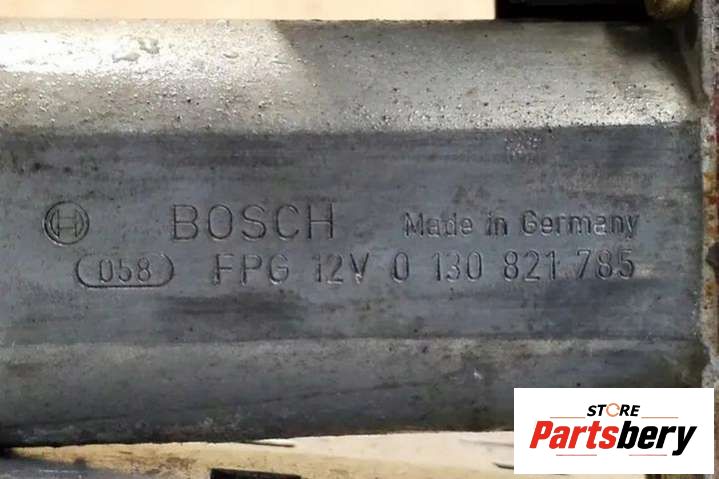 BOSCH Made in Germany
058 FPG 12V 0 130 821 785
STORE
Partsbery